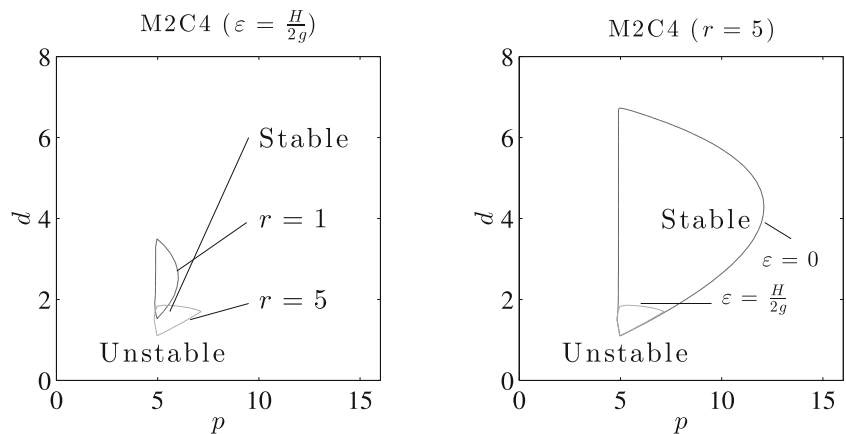 M2C4 (ε = H/2g)
8
6
4
2
0
d
Stable
r = 1
r = 5
Unstable
0
5
10
15
p
M2C4 (r = 5)
8
6
4
2
0
d
Stable
ε = 0
ε = H/2g
Unstable
0
5
10
15
p